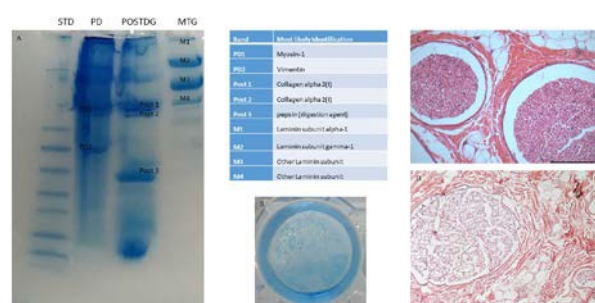 STD PD POSTDG MTG
A
M1
M2
M3
M4
Post 1
Post 2
PD2
Post 3
Band Most Likely Identification
PD1 Myosin-1
PD2 Vimentin
Post 1 Collagen alpha 2(I)
Post 2 Collagen alpha 2(I)
Post 3 pepsin (digestion agent)
M1 Laminin subunit alpha-1
M2 Laminin subunit gamma-1
M3 Other Laminin subunit
M4 Other Laminin subunit
B